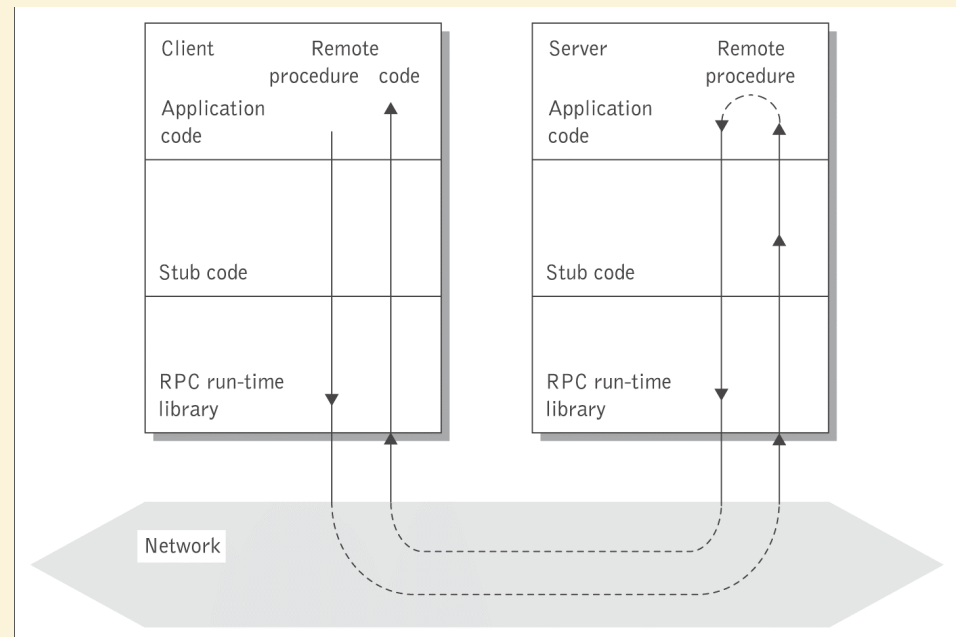 Client
Remote
procedure code
Application
code
Stub code
RPC run-time
library
Server
Remote
procedure
Application
code
Stub code
RPC run-time
library
Network